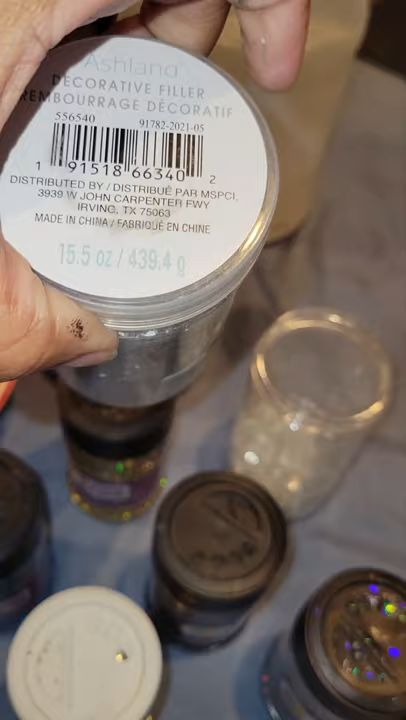 Ashland
DECORATIVE FILLER
REMBOURRAGE DÉCORATIF
556540 91782-2021-05
1 91518 66340 2
DISTRIBUTED BY / DISTRIBUÉ PAR MSPCI,
3939 W JOHN CARPENTER FWY
IRVING, TX 75063
MADE IN CHINA / FABRIQUÉ EN CHINE
15.5 oz / 439.4 g